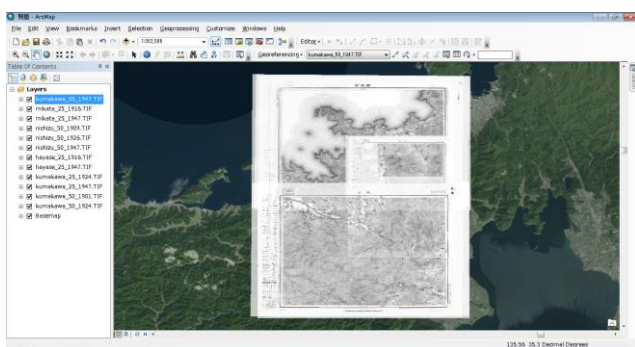 ArcMap
File Edit View Bookmarks Insert Selection Geoprocessing Customize Windows Help
Editor
Georeferencing kumakawa_50_1947.TIF
Table Of Contents
Layers
kumakawa_50_1947.TIF
mikata_25_1916.TIF
mikata_25_1947.TIF
nishizu_50_1909.TIF
nishizu_50_1926.TIF
nishizu_50_1947.TIF
hayase_25_1916.TIF
hayase_25_1947.TIF
kumakawa_25_1924.TIF
kumakawa_25_1947.TIF
kumakawa_50_1901.TIF
kumakawa_50_1924.TIF
Basemap
135.56 35.3 Decimal Degrees